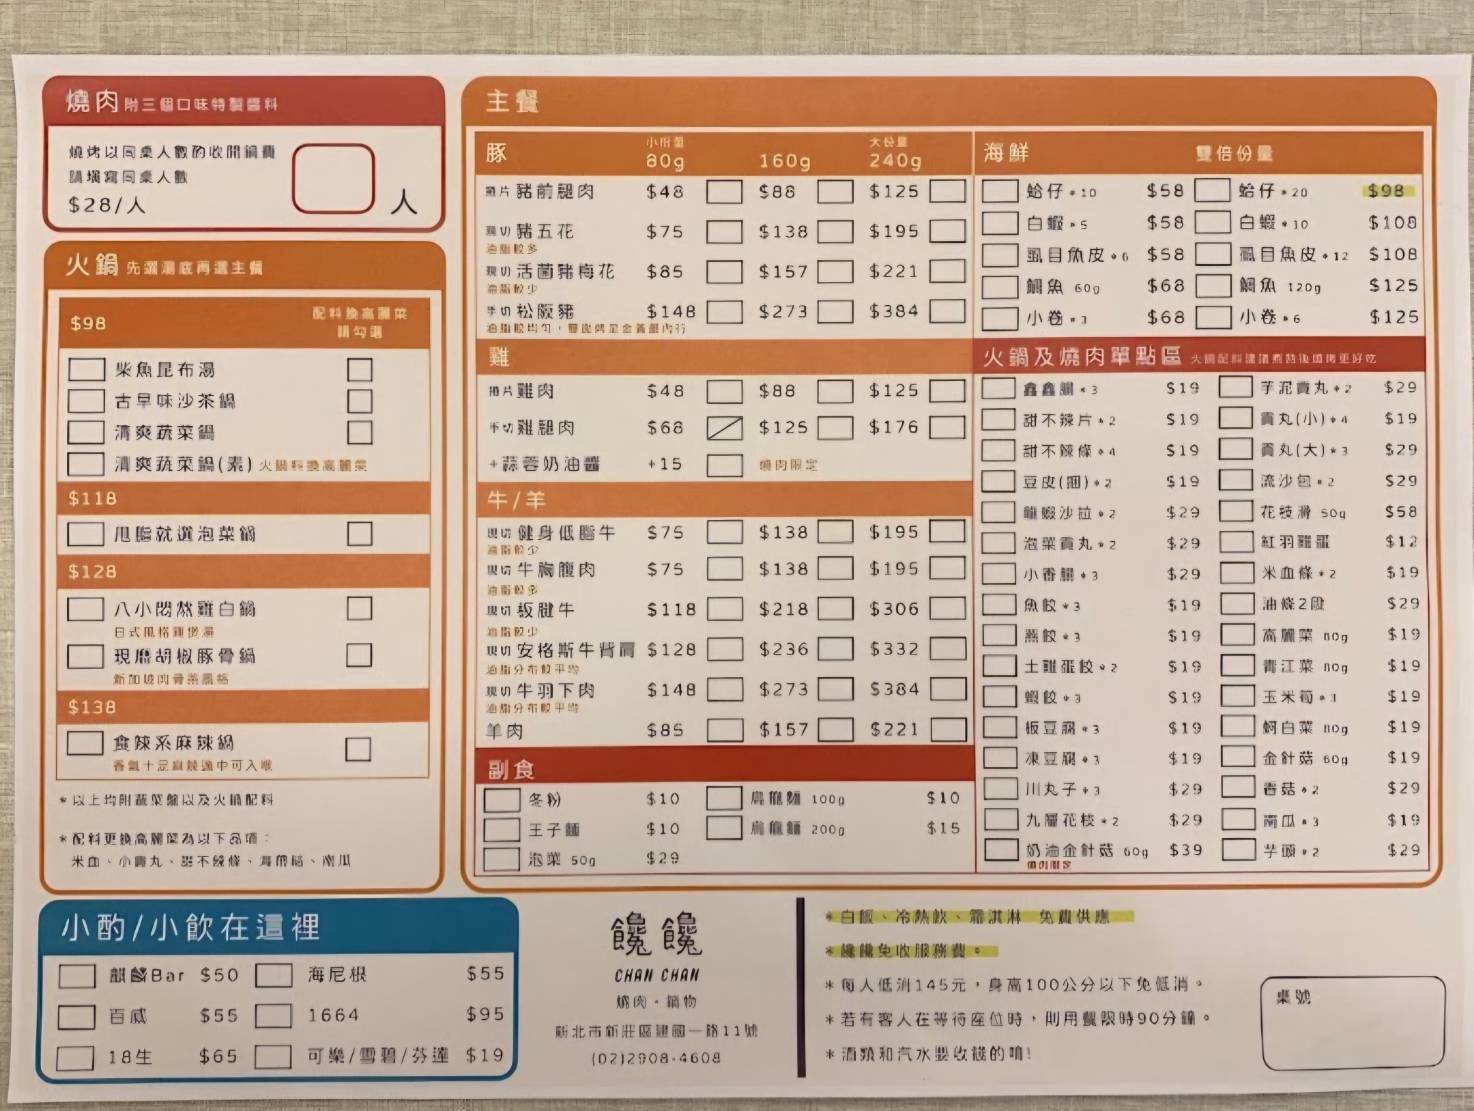 燒肉 附三個口味特製醬料
燒烤以同桌人數酌收開鍋費
請填寫同桌人數
$28/人
人
火鍋 先選湯底再選主餐
$98 配料換高麗菜
請勾選
柴魚昆布湯
古早味沙茶鍋
清爽蔬菜鍋
清爽蔬菜鍋(素) 火鍋料換高麗菜
$118
甩脂就選泡菜鍋
$128
八小悶熬雞白鍋
日式風格雞煲湯
現磨胡椒豚骨鍋
新加坡肉骨茶風格
$138
食辣系麻辣鍋
香氣十足麻辣適中可入喉
*以上均附蔬菜盤以及火鍋配料
*配料更換高麗菜為以下品項:
米血、小貢丸、甜不辣條、海帶結、南瓜
主餐
豚 小份量 80g 160g 大份量 240g
撕片 豬前腿肉 $48 $88 $125
現切 豬五花 $75 $138 $195
油脂較多
現切 活菌豬梅花 $85 $157 $221
油脂較少
手切 松阪豬 $148 $273 $384
油脂較均勻,
雞
雞肉 $48 $88 $125
手切 雞腿肉 $68 $125 $176
+蒜蓉奶油醬 +15 燒肉限定
牛/羊
現切 健身低脂牛 $75 $138 $195
油脂較少
現切 牛胸腹肉 $75 $138 $195
油脂較多
現切 板腱牛 $118 $218 $306
油脂較少
現切 安格斯牛背肩 $128 $236 $332
油脂分布較平均
現切 牛羽下肉 $148 $273 $384
油脂分布較平均
羊肉 $85 $157 $221
副食
冬粉 $10 烏龍麵 100g $10
王子麵 $10 烏龍麵 200g $15
泡菜 50g $29
海鮮 雙倍份量
蛤仔*10 $58 蛤仔*20 $98
白蝦*5 $58 白蝦*10 $108
虱目魚皮*6 $58 虱目魚皮*12 $108
鯛魚 60g $68 鯛魚 120g $125
小卷*3 $68 小卷*6 $125
火鍋及燒肉單點區 火鍋配料建議煮熟後燒烤更好吃
鑫鑫腸*3 $19 芋泥貢丸*2 $29
甜不辣片*2 $19 貢丸(小)*4 $19
甜不辣條*4 $19 貢丸(大)*3 $29
豆皮(捆)*2 $19 流沙包*2 $29
龍蝦沙拉*2 $29 花枝滑 50g $58
泡菜貢丸*2 $29 紅羽雞蛋 $12
小香腸*3 $29 米血條*2 $19
魚餃*3 $19 油條2段 $29
燕餃*3 $19 高麗菜 80g $19
土雞蛋餃*2 $19 青江菜 80g $19
蝦餃*3 $19 玉米筍*3 $19
板豆腐*3 $19 蚵白菜 80g $19
凍豆腐*3 $19 金針菇 60g $19
川丸子*3 $29 香菇*2 $29
九層花枝*2 $29 南瓜*3 $19
奶油金針菇 60g $39 芋頭*2 $29
燒肉限定
小酌/小飲在這裡
麒麟Bar $50 海尼根 $55
百威 $55 1664 $95
18生 $65 可樂/雪碧/芬達 $19
饞饞
CHAN CHAN
燒肉。鍋物
新北市新莊區建國一路11號
(02)2908-4608
*白飯、冷熱飲、霜淇淋 免費供應
*饞饞免收服務費。
*每人低消145元,身高100公分以下免低消。
*若有客人在等待座位時,則用餐限時90分鐘。
*酒類和汽水要收錢的唷!
桌號